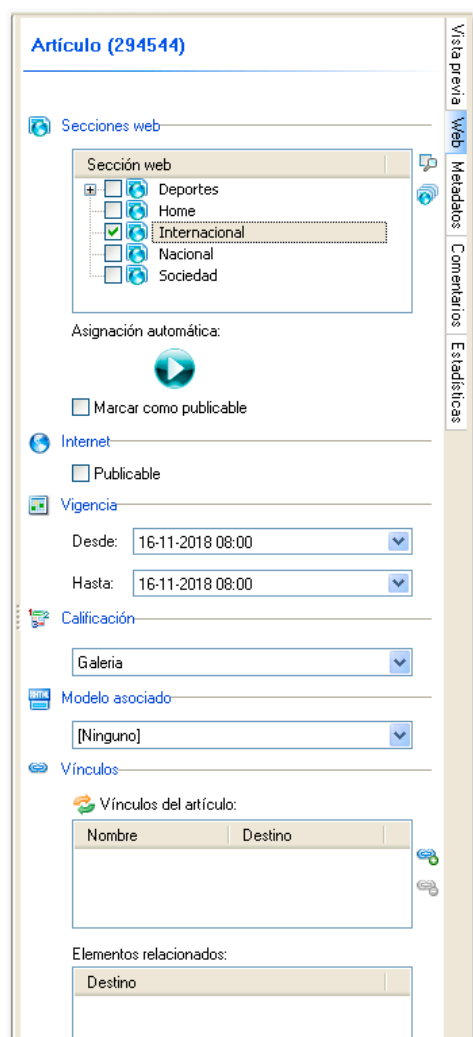 Artículo (294544)
Secciones web
Sección web
Deportes
Home
Internacional
Nacional
Sociedad
Asignación automática:
Marcar como publicable
Internet
Publicable
Vigencia
Desde: 16-11-2018 08:00
Hasta: 16-11-2018 08:00
Calificación
Galeria
Modelo asociado
[Ninguno]
Vínculos
Vínculos del artículo:
Nombre Destino
Elementos relacionados:
Destino
Vista previa
Web
Metadatos
Comentarios
Estadísticas